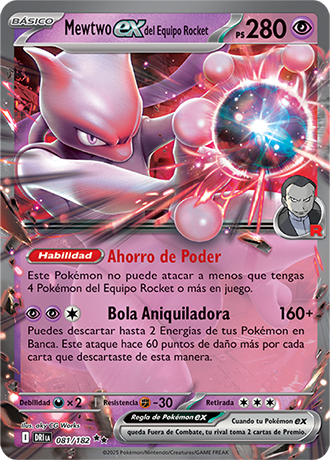 BÁSICO
Mewtwo ex del Equipo Rocket PS 280
R
Habilidad Ahorro de Poder
Este Pokémon no puede atacar a menos que tengas
4 Pokémon del Equipo Rocket o más en juego.
Bola Aniquiladora 160+
Puedes descartar hasta 2 Energías de tus Pokémon en
Banca. Este ataque hace 60 puntos de daño más por cada
carta que descartaste de esta manera.
Debilidad x2 Resistencia -30 Retirada
Regla de Pokémon ex
Cuando tu Pokémon ex
queda Fuera de Combate, tu rival toma 2 cartas de Premio.
Ilus. aky CG Works
I DRI LA 081/182
©2025 Pokémon/Nintendo/Creatures/GAME FREAK